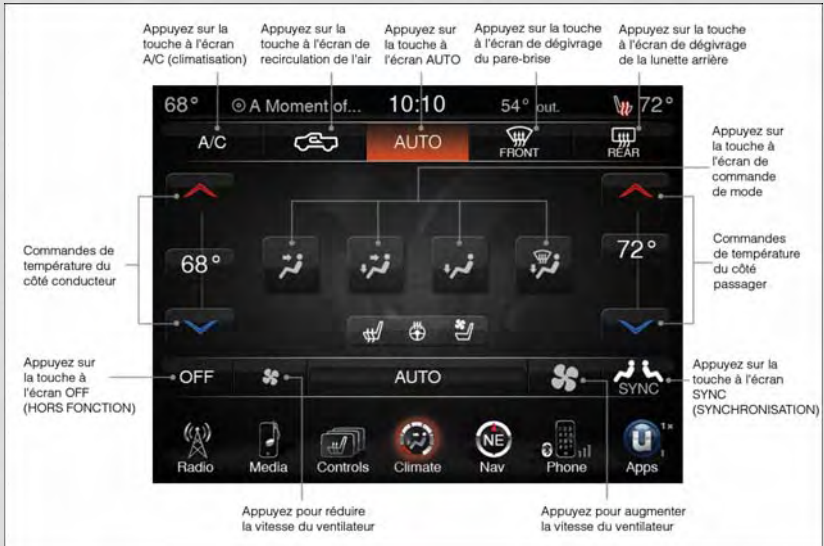 Appuyez sur la
touche à l'écran
A/C (climatisation)
Appuyez sur la
touche à l'écran de
recirculation de l'air
Appuyez sur
la touche à
l'écran AUTO
Appuyez sur la touche
à l'écran de dégivrage
du pare-brise
Appuyez sur la touche
à l'écran de dégivrage
de la lunette arrière
68° A Moment of... 10:10 54° out. 72°
A/C AUTO FRONT REAR
Appuyez sur
la touche à
l'écran de
commande
de mode
Commandes de
température du
côté conducteur
68°
72°
Commandes
de température
du côté
passager
Appuyez sur
la touche à
l'écran OFF
(HORS FONCTION)
OFF AUTO SYNC
Appuyez sur la
touche à l'écran
SYNC
(SYNCHRONISATION)
NE U 1x
Radio Media Controls Climate Nav Phone Apps
Appuyez pour réduire
la vitesse du ventilateur
Appuyez pour augmenter
la vitesse du ventilateur